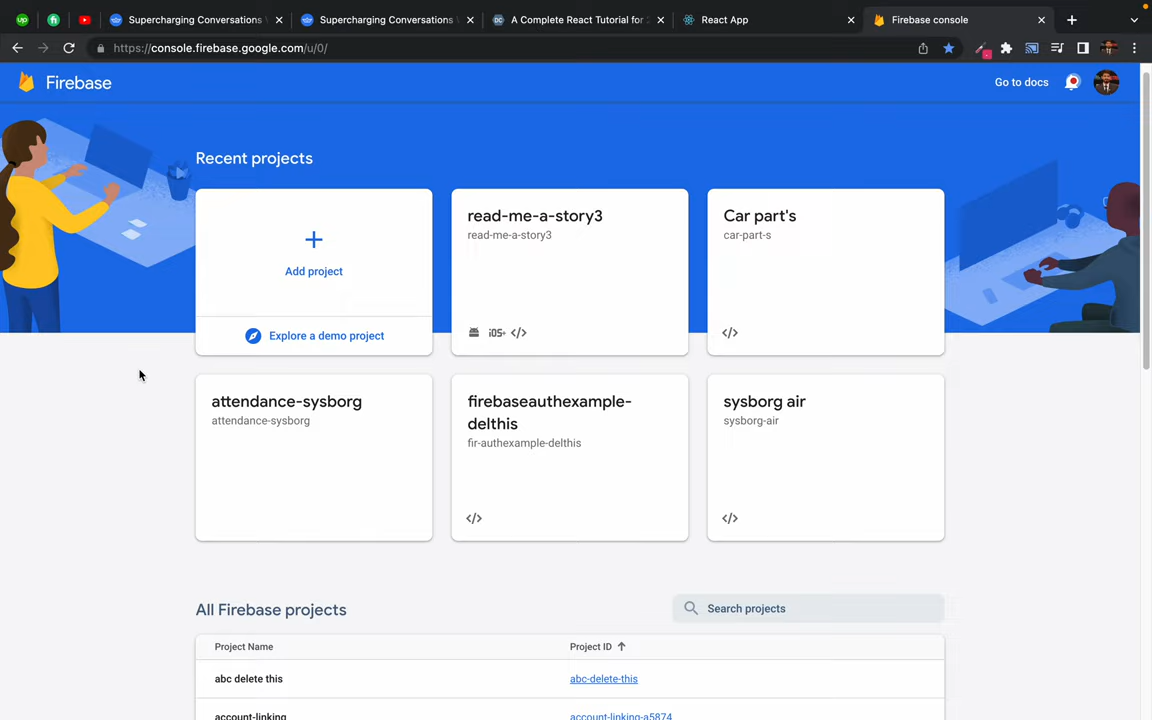 Supercharging Conversations
Supercharging Conversations
A Complete React Tutorial for
React App
Firebase console
https://console.firebase.google.com/u/0/
Firebase
Go to docs
Recent projects
Add project
Explore a demo project
read-me-a-story3
read-me-a-story3
iOS+
Car part's
car-part-s
attendance-sysborg
attendance-sysborg
firebaseauthexample-
delthis
fir-authexample-delthis
sysborg air
sysborg-air
All Firebase projects
Search projects
Project Name
Project ID
abc delete this
abc-delete-this
account-linking
account-linking-a5874